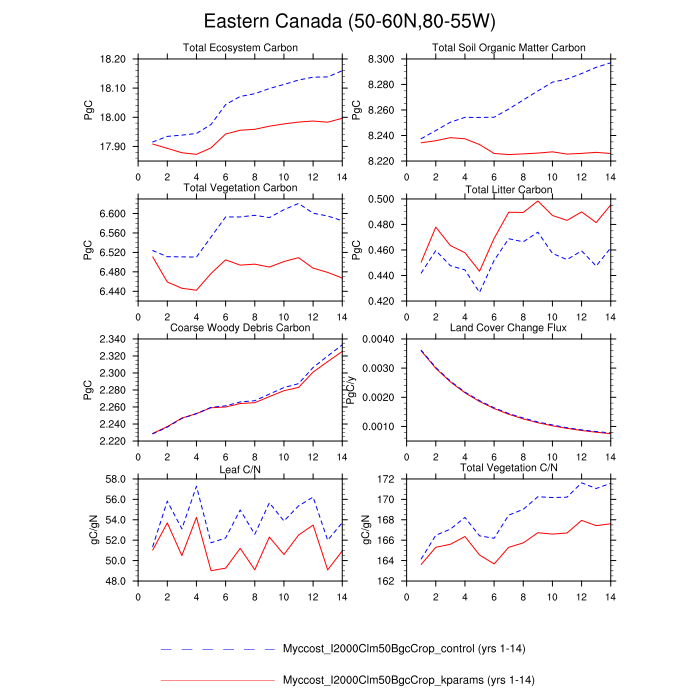 Eastern Canada (50-60N,80-55W)
Total Ecosystem Carbon
Total Soil Organic Matter Carbon
18.20
18.10
18.00
17.90
PgC
0 2 4 6 8 10 12 14
8.300
8.280
8.260
8.240
8.220
PgC
0 2 4 6 8 10 12 14
Total Vegetation Carbon
Total Litter Carbon
6.600
6.560
6.520
6.480
6.440
PgC
0 2 4 6 8 10 12 14
0.500
0.480
0.460
0.440
0.420
PgC
0 2 4 6 8 10 12 14
Coarse Woody Debris Carbon
Land Cover Change Flux
2.340
2.320
2.300
2.280
2.260
2.240
2.220
PgC
0 2 4 6 8 10 12 14
0.0040
0.0030
0.0020
0.0010
PgC/y
0 2 4 6 8 10 12 14
Leaf C/N
Total Vegetation C/N
58.0
56.0
54.0
52.0
50.0
48.0
gC/gN
0 2 4 6 8 10 12 14
172
170
168
166
164
162
gC/gN
0 2 4 6 8 10 12 14
Myccost_I2000Clm50BgcCrop_control (yrs 1-14)
Myccost_I2000Clm50BgcCrop_kparams (yrs 1-14)